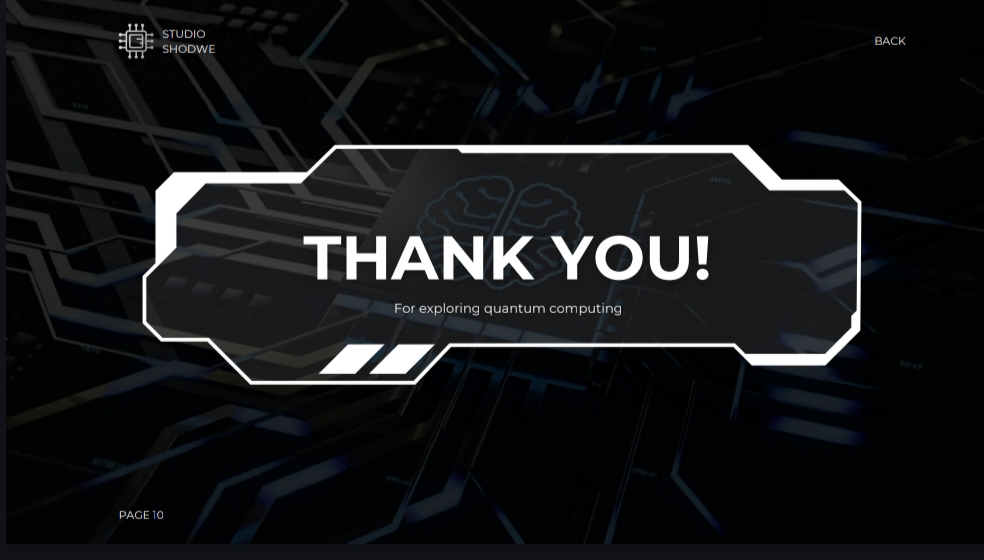 STUDIO
SHODWE
BACK
THANK YOU!
For exploring quantum computing
PAGE 10